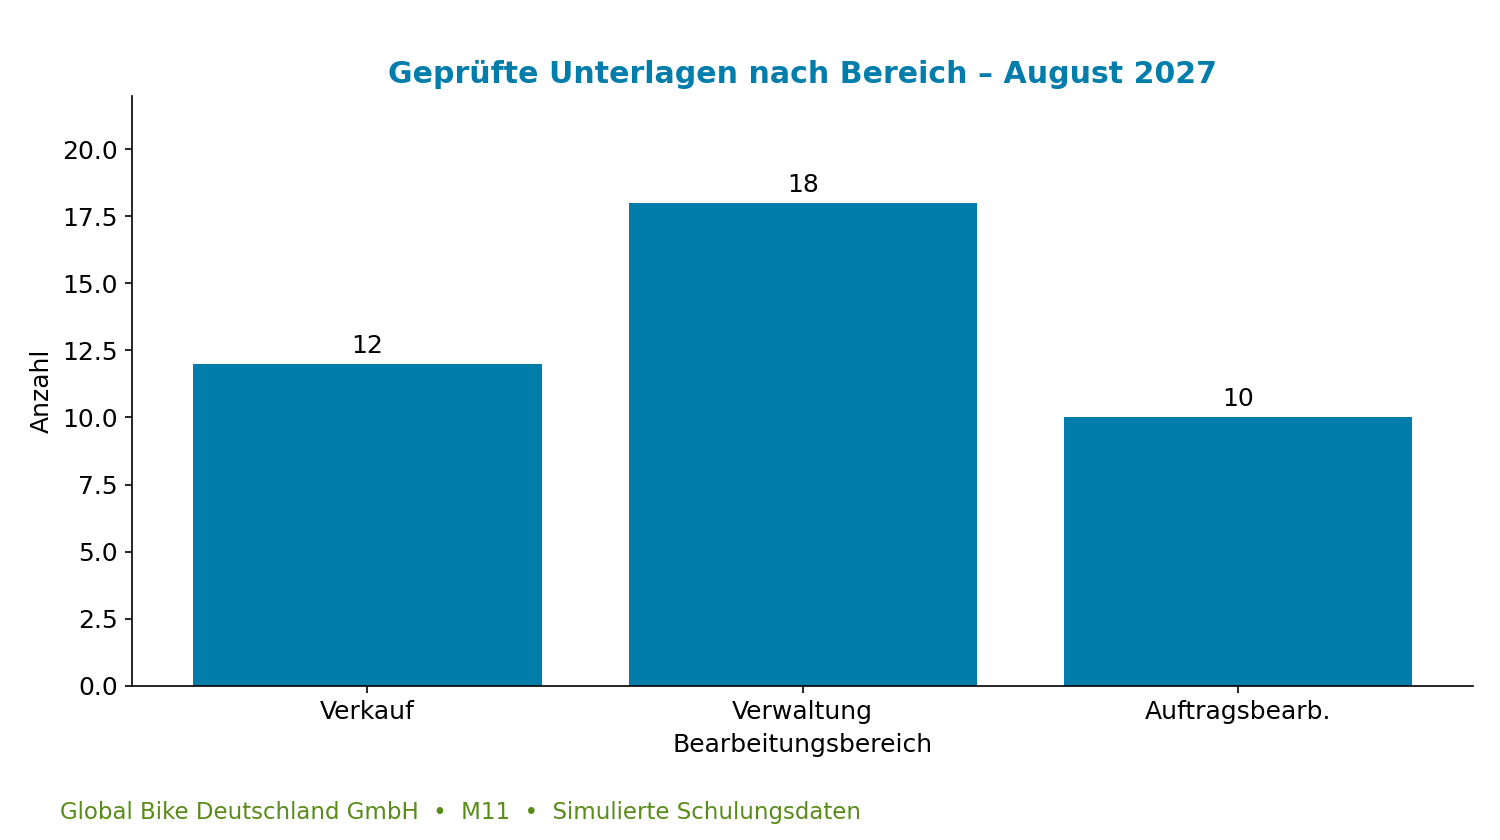 Geprüfte Unterlagen nach Bereich – August 2027
20.0
17.5
15.0
12.5
10.0
7.5
5.0
2.5
0.0
Anzahl
12
18
10
Verkauf
Verwaltung
Auftragsbearb.
Bearbeitungsbereich
Global Bike Deutschland GmbH • M11 • Simulierte Schulungsdaten